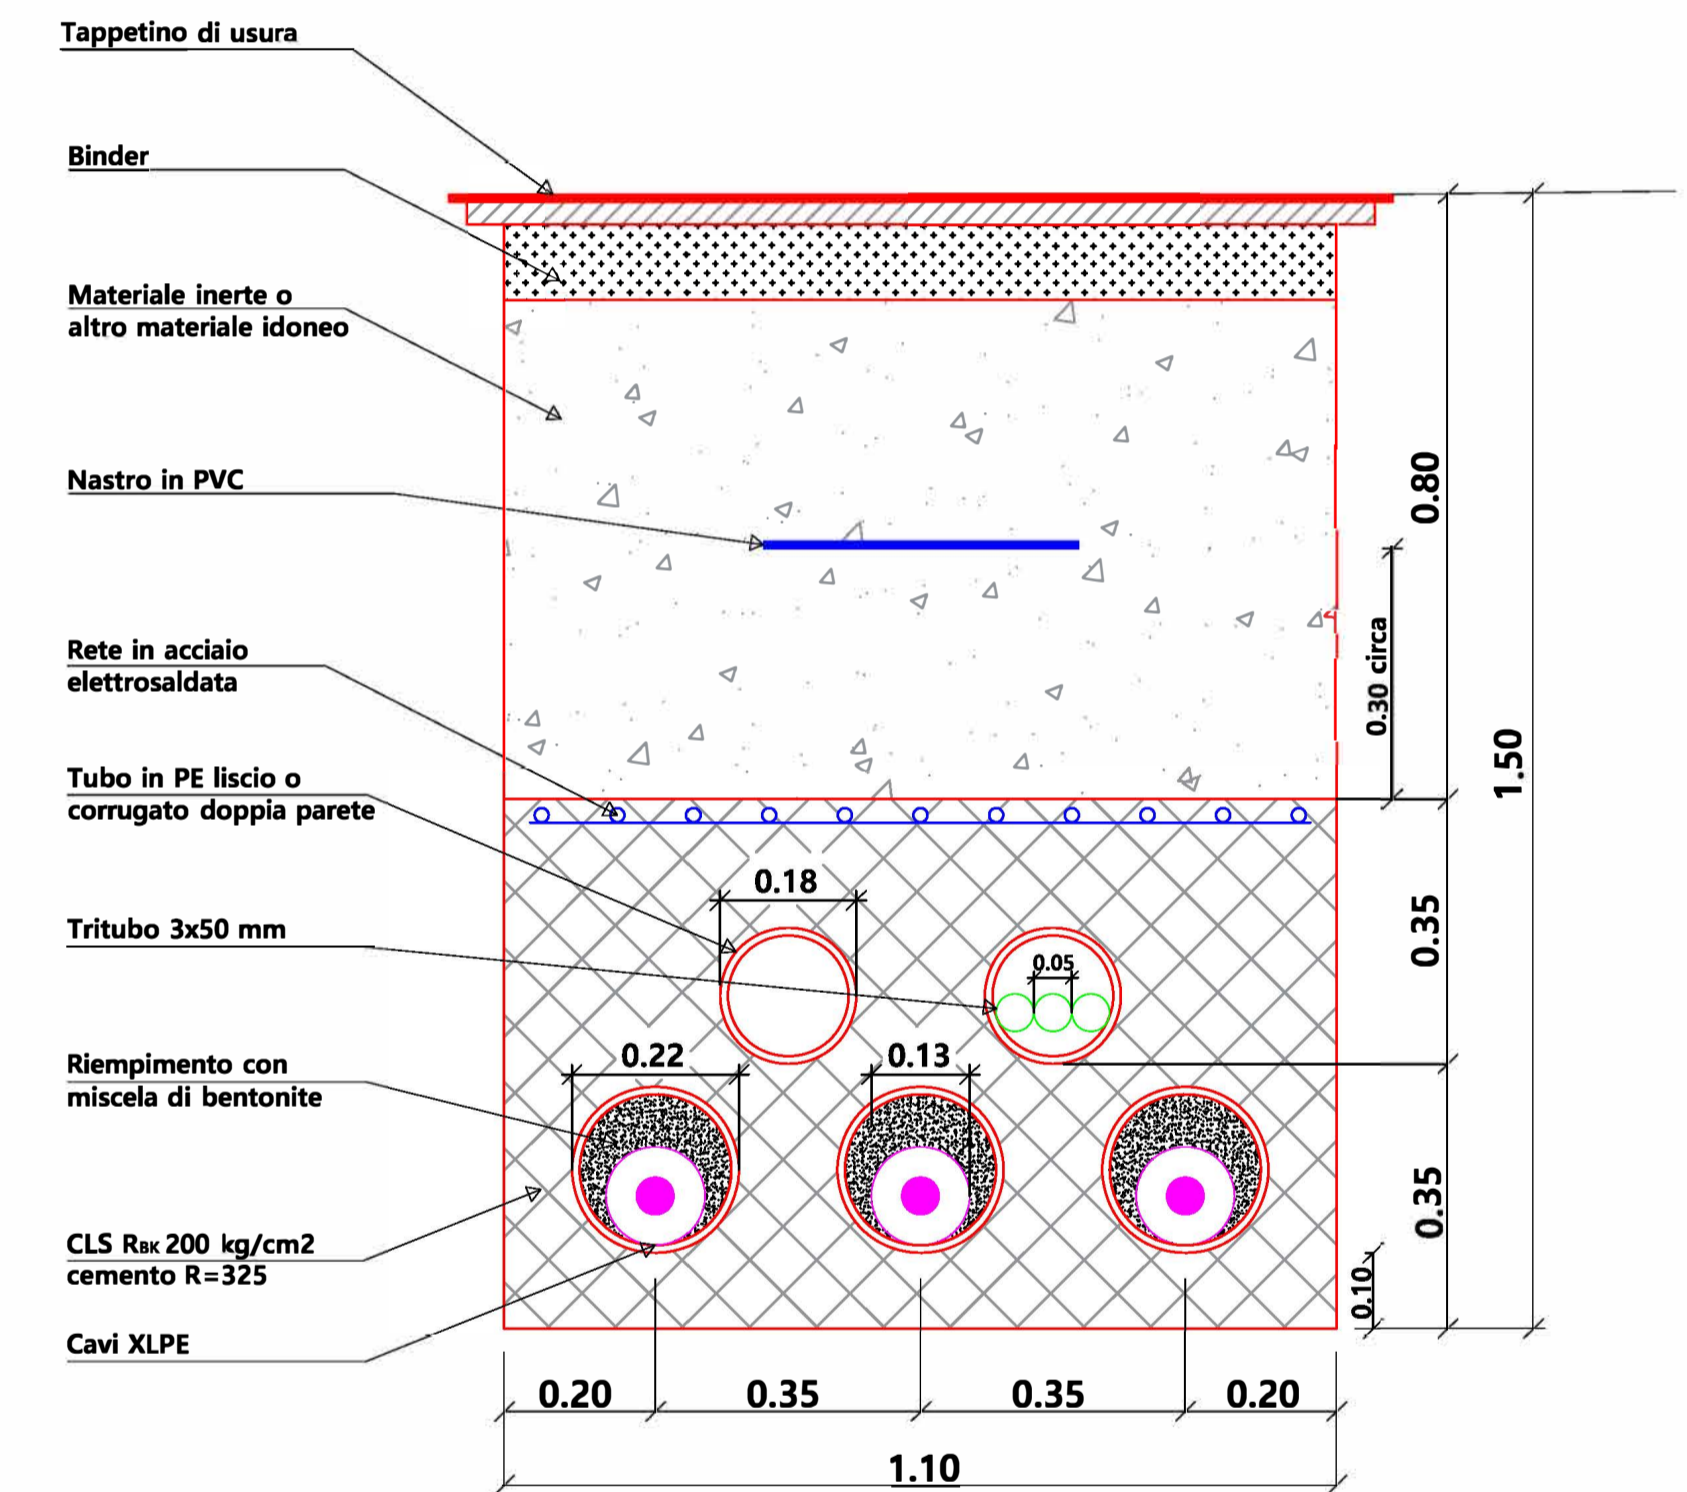 Tappetino di usura
Binder
Materiale inerte o
altro materiale idoneo
Nastro in PVC
Rete in acciaio
elettrosaldata
Tubo in PE liscio o
corrugato doppia parete
Tritubo 3x50 mm
Riempimento con
miscela di bentonite
CLS RBK 200 kg/cm2
cemento R=325
Cavi XLPE
0.80
0.30 circa
1.50
0.18
0.35
0.05
0.22
0.13
0.35
0.10
0.20
0.35
0.35
0.20
1.10